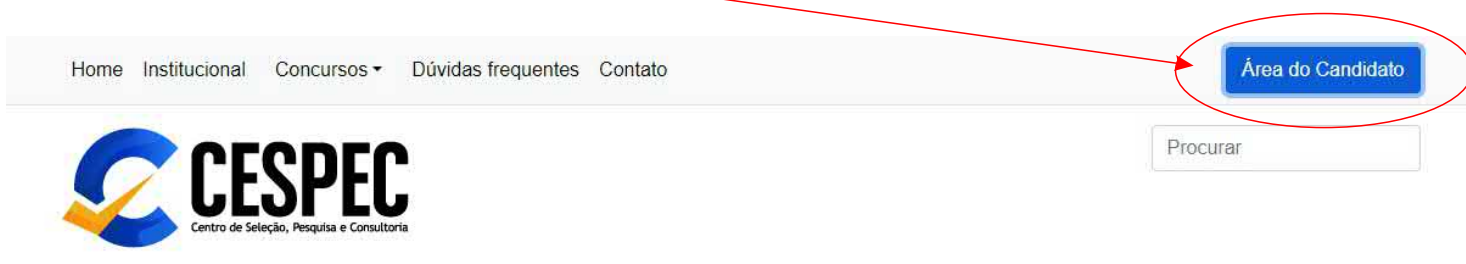 Home Institucional Concursos Dúvidas frequentes Contato Área do Candidato
Procurar
CESPEC
Centro de Seleção, Pesquisa e Consultoria